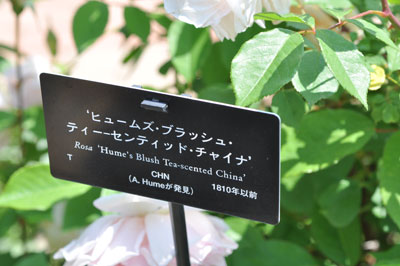 ‘ヒュームズ・ブラッシュ・
ティーーセンティッド・チャイナ’
Rosa ‘Hume's Blush Tea-scented China’
T
CHN
(A. Humeが発見) 1810年以前